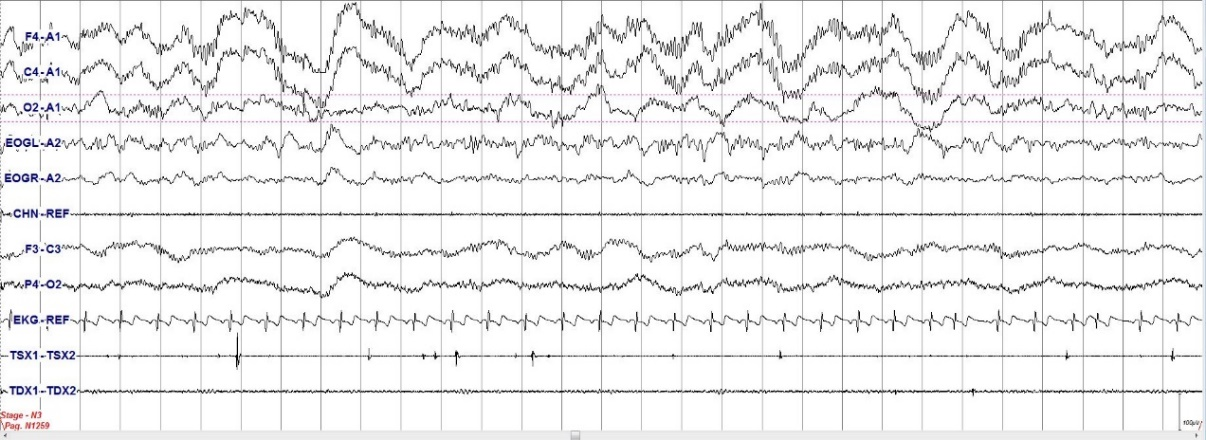 F4-A1
C4-A1
O2-A1
EOGL-A2
EOGR-A2
CHN-REF
F3-C3
P4-O2
EKG-REF
TSX1-TSX2
TDX1-TDX2
Stage - N3
Pag. N1259
100µV